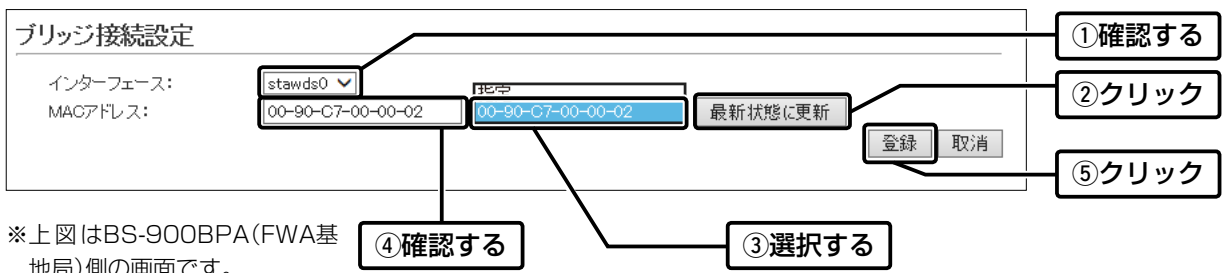 ブリッジ接続設定
①確認する
インターフェース: stawds0
②クリック
MACアドレス: 00-90-C7-00-00-02 00-90-C7-00-00-02 最新状態に更新
登録 取消
⑤クリック
※上図はBS-900BPA(FWA基
地局)側の画面です。
④確認する ③選択する